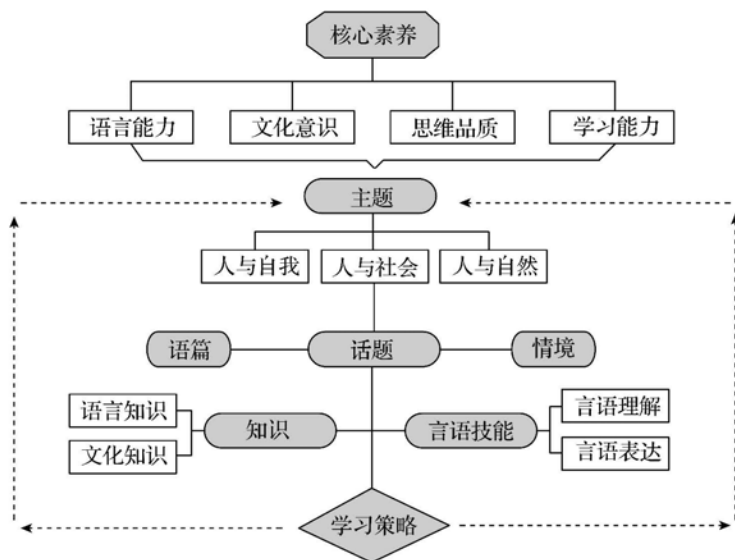 核心素养
语言能力 文化意识 思维品质 学习能力
主题
人与自我 人与社会 人与自然
语篇 话题 情境
语言知识 言语理解
知识 言语技能
文化知识 言语表达
学习策略